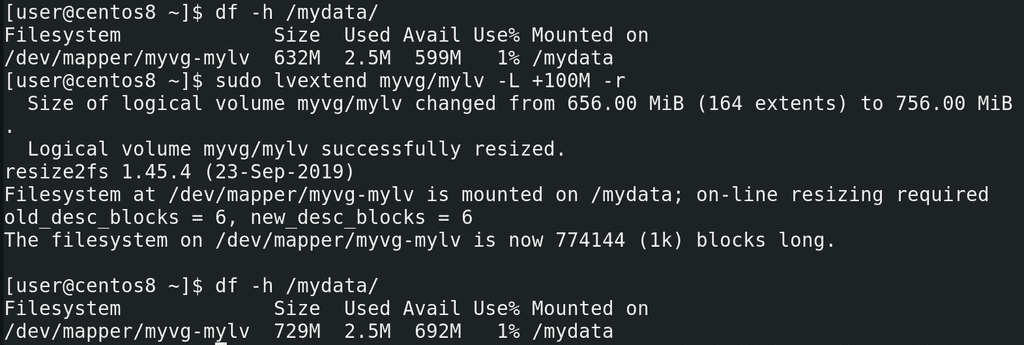 [user@centos8 ~]$ df -h /mydata/
Filesystem             Size  Used Avail Use% Mounted on
/dev/mapper/myvg-mylv  632M  2.5M  599M   1% /mydata
[user@centos8 ~]$ sudo lvextend myvg/mylv -L +100M -r
  Size of logical volume myvg/mylv changed from 656.00 MiB (164 extents) to 756.00 MiB
.
  Logical volume myvg/mylv successfully resized.
resize2fs 1.45.4 (23-Sep-2019)
Filesystem at /dev/mapper/myvg-mylv is mounted on /mydata; on-line resizing required
old_desc_blocks = 6, new_desc_blocks = 6
The filesystem on /dev/mapper/myvg-mylv is now 774144 (1k) blocks long.
[user@centos8 ~]$ df -h /mydata/
Filesystem             Size  Used Avail Use% Mounted on
/dev/mapper/myvg-mylv  729M  2.5M  692M   1% /mydata